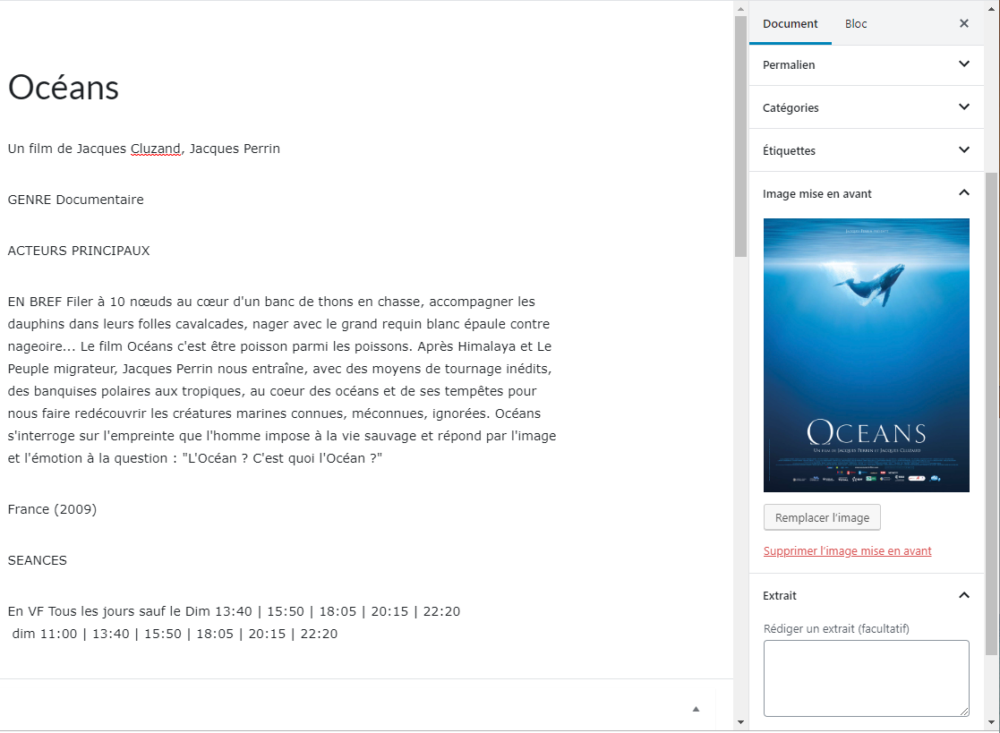 Océans
Un film de Jacques Cluzand, Jacques Perrin
GENRE Documentaire
ACTEURS PRINCIPAUX
EN BREF Filer à 10 nœuds au cœur d'un banc de thons en chasse, accompagner les
dauphins dans leurs folles cavalcades, nager avec le grand requin blanc épaule contre
nageoire... Le film Océans c'est être poisson parmi les poissons. Après Himalaya et Le
Peuple migrateur, Jacques Perrin nous entraîne, avec des moyens de tournage inédits,
des banquises polaires aux tropiques, au coeur des océans et de ses tempêtes pour
nous faire redécouvrir les créatures marines connues, méconnues, ignorées. Océans
s'interroge sur l'empreinte que l'homme impose à la vie sauvage et répond par l'image
et l'émotion à la question : "L'Océan ? C'est quoi l'Océan ?"
France (2009)
SEANCES
En VF Tous les jours sauf le Dim 13:40 | 15:50 | 18:05 | 20:15 | 22:20
dim 11:00 | 13:40 | 15:50 | 18:05 | 20:15 | 22:20
Document Bloc
Permalien
Catégories
Étiquettes
Image mise en avant
JACQUES PERRIN PRÉSENTE
OCEANS
UN FILM DE JACQUES PERRIN ET JACQUES CLUZAUD
Remplacer l'image
Supprimer l'image mise en avant
Extrait
Rédiger un extrait (facultatif)